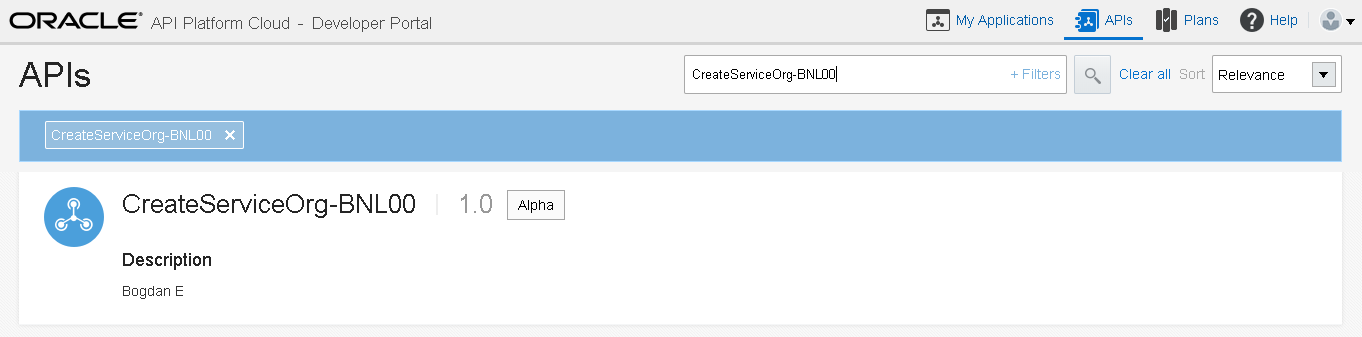 ORACLE® API Platform Cloud - Developer Portal
My Applications APIs Plans Help
APIs
CreateServiceOrg-BNL00 + Filters Clear all Sort Relevance
CreateServiceOrg-BNL00 ×
CreateServiceOrg-BNL00 1.0 Alpha
Description
Bogdan E